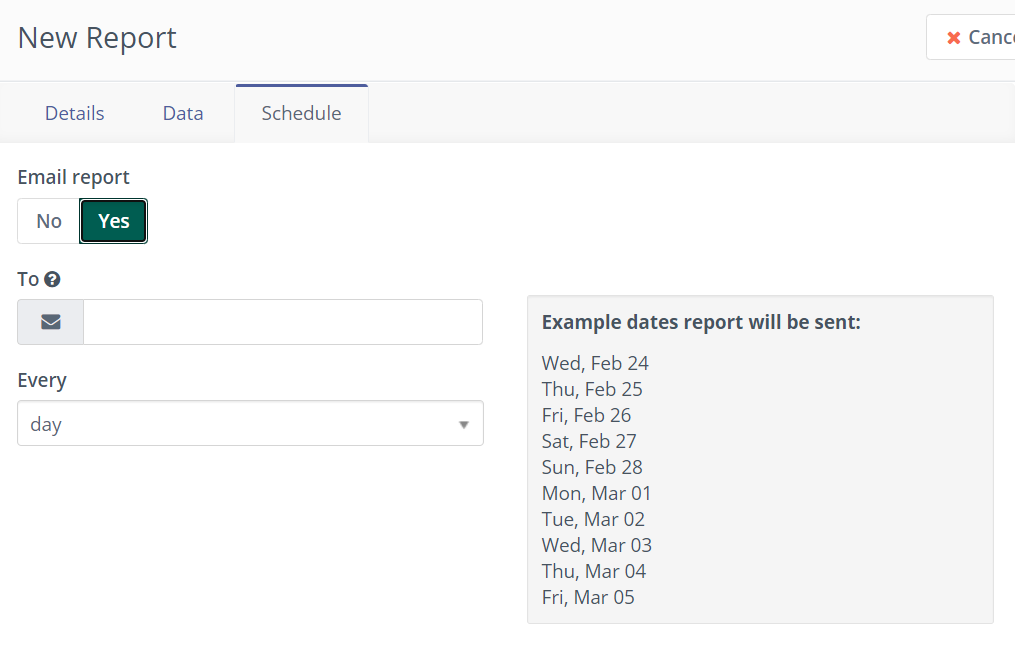 New Report
Canc
Details Data Schedule
Email report
No Yes
To
Every
day
Example dates report will be sent:
Wed, Feb 24
Thu, Feb 25
Fri, Feb 26
Sat, Feb 27
Sun, Feb 28
Mon, Mar 01
Tue, Mar 02
Wed, Mar 03
Thu, Mar 04
Fri, Mar 05